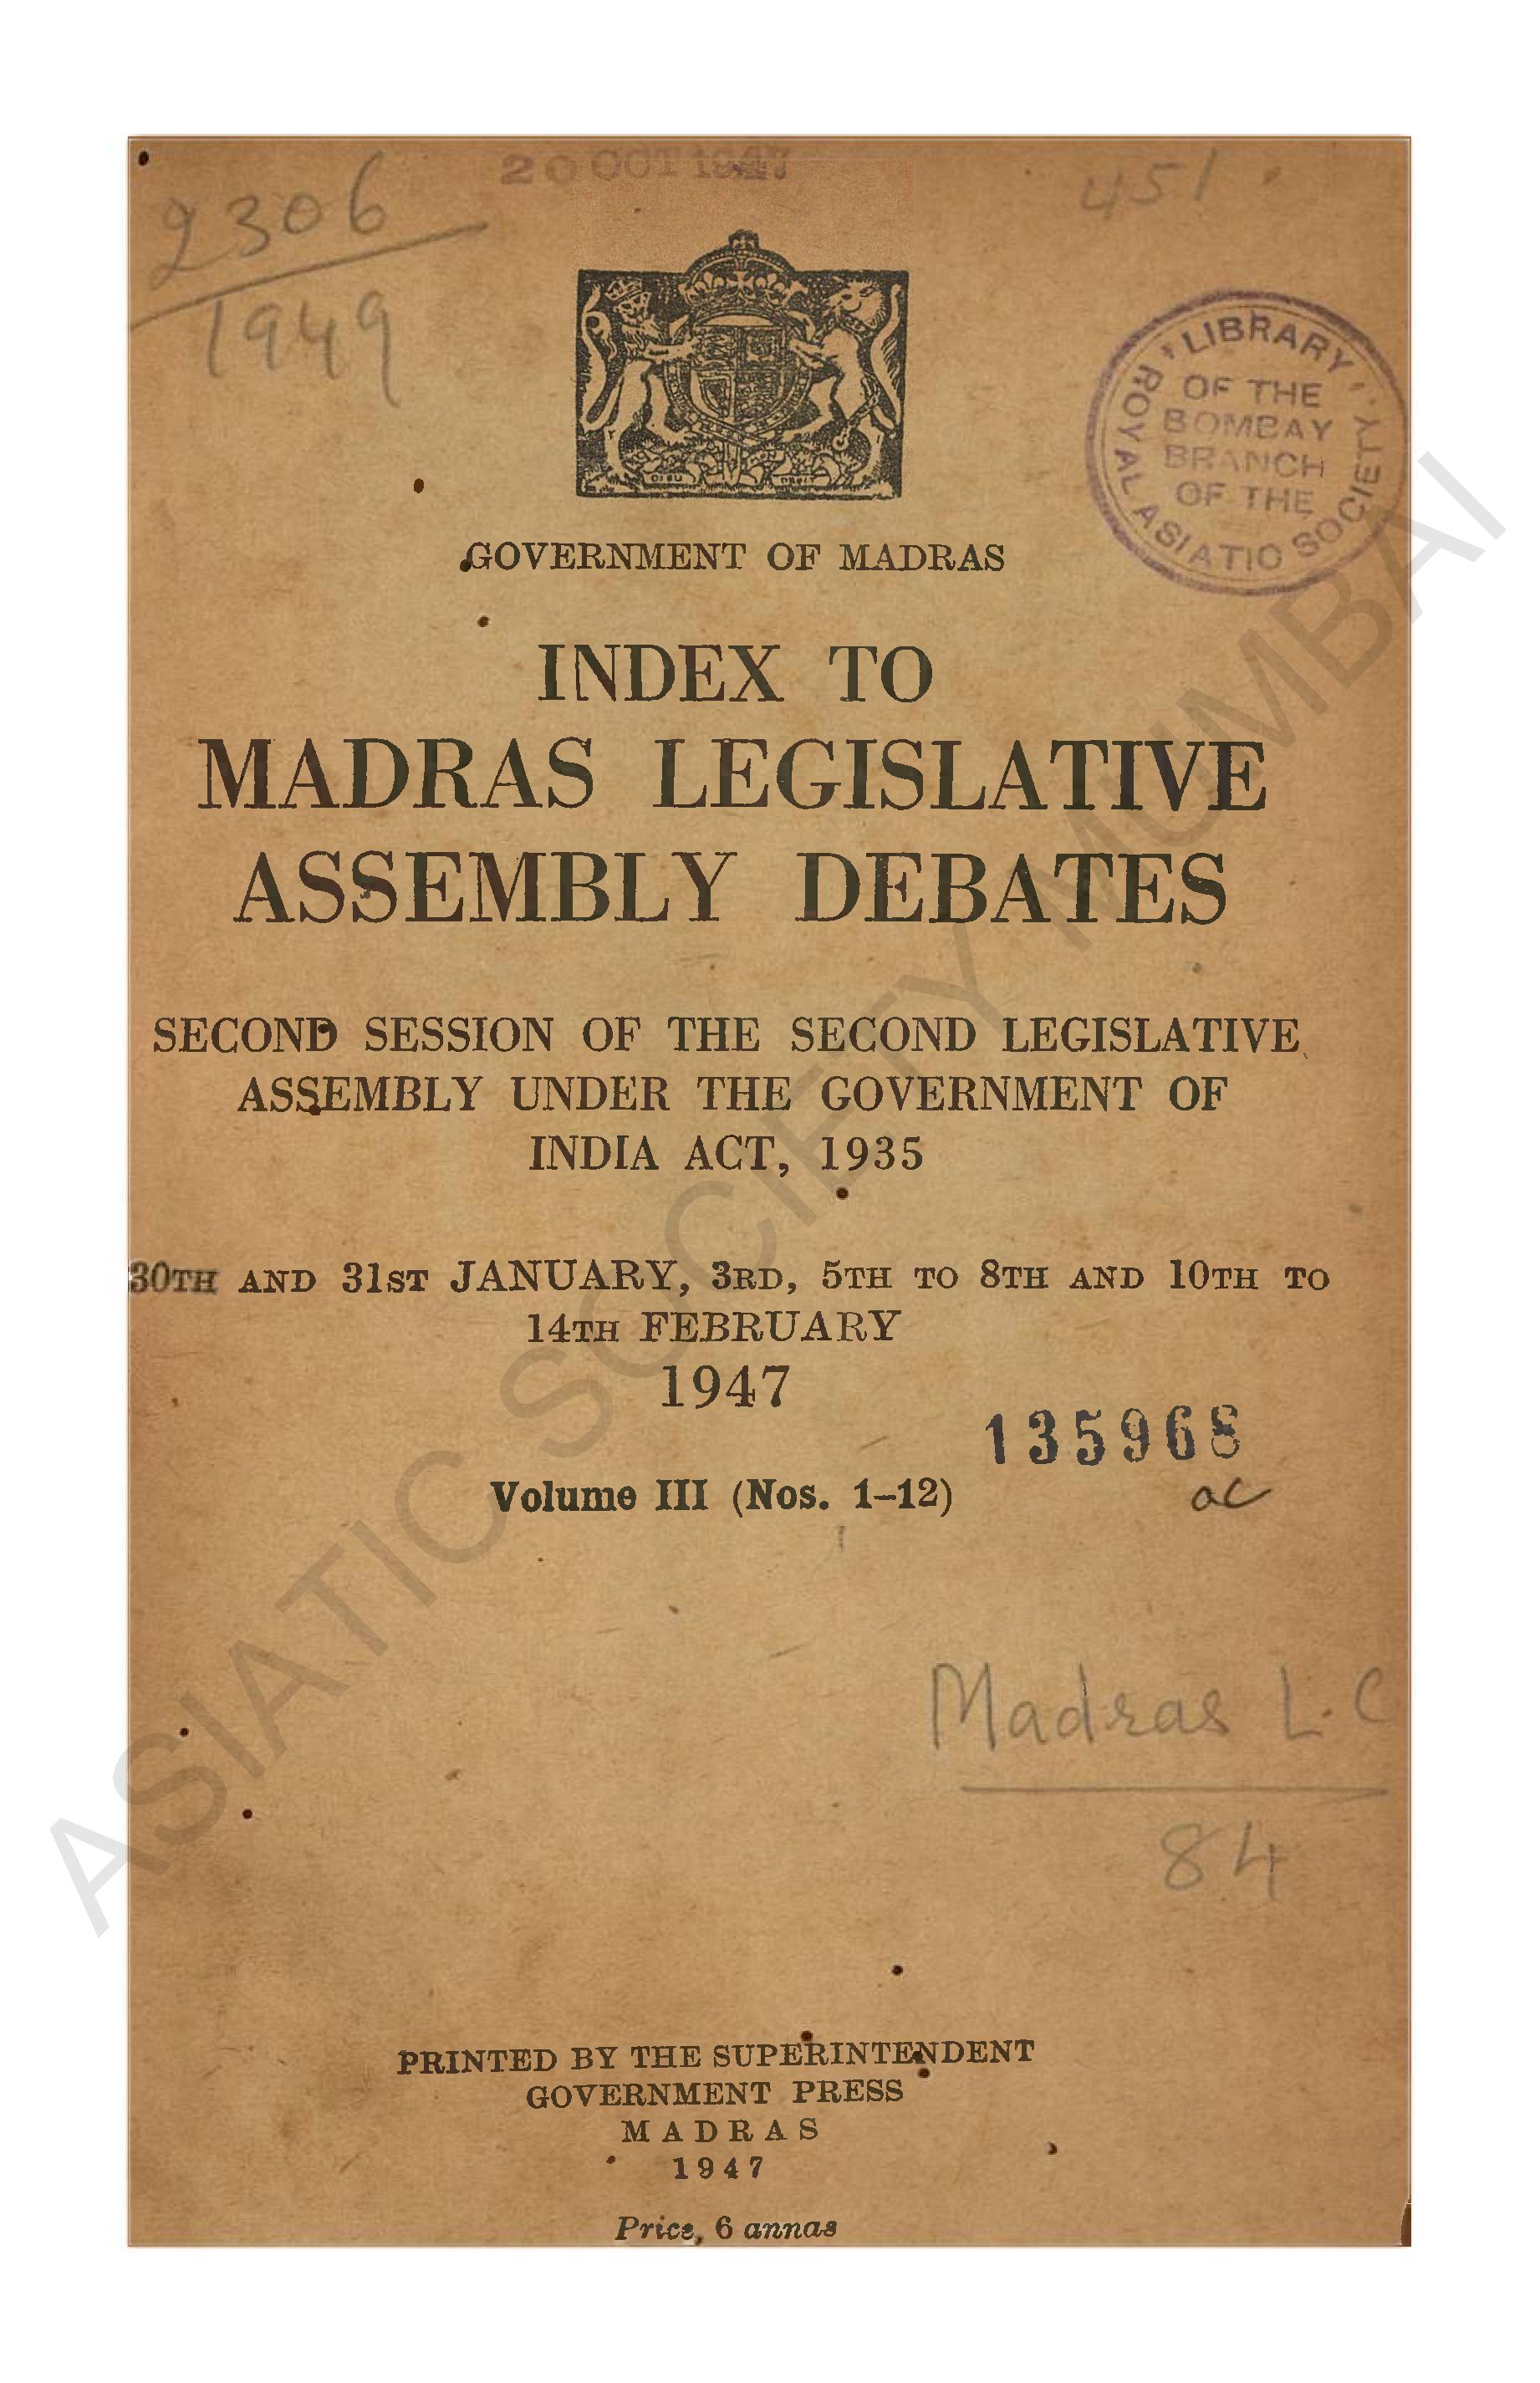 20 OCT 1947
2306
1949
451
LIBRARY
OF THE
BOMBAY
BRANCH
OF THE
ROYAL ASIATIC SOCIETY
DIEU DROIT
GOVERNMENT OF MADRAS
INDEX TO
MADRAS LEGISLATIVE
ASSEMBLY DEBATES
SECOND SESSION OF THE SECOND LEGISLATIVE
ASSEMBLY UNDER THE GOVERNMENT OF
INDIA ACT, 1935
30TH AND 31ST JANUARY, 3RD, 5TH TO 8TH AND 10TH TO
14TH FEBRUARY
1947
135968
Volume III (Nos. 1–12)
ac
Madras L.C
84
PRINTED BY THE SUPERINTENDENT
GOVERNMENT PRESS
MADRAS
1947
Price, 6 annas
ASIATIC SOCIETY MUMBAI